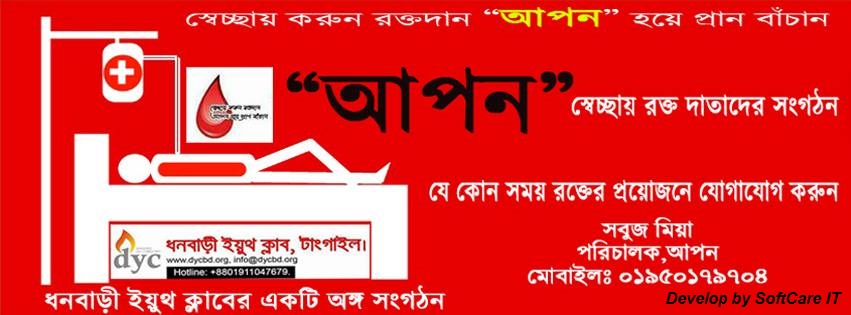 স্বেচ্ছায় করুন রক্তদান “আপন” হয়ে প্রান বাঁচান
“আপন”
স্বেচ্ছায় রক্ত দাতাদের সংগঠন
যে কোন সময় রক্তের প্রয়োজনে যোগাযোগ করুন
সবুজ মিয়া
পরিচালক,আপন
মোবাইলঃ ০১৯৫০১৭৯৭০৪
dyc
ধনবাড়ী ইয়ুথ ক্লাব, টাংগাইল।
www.dycbd.org, info@dycbd.org
Hotline: +8801911047679.
ধনবাড়ী ইয়ুথ ক্লাবের একটি অঙ্গ সংগঠন
Develop by SoftCare IT